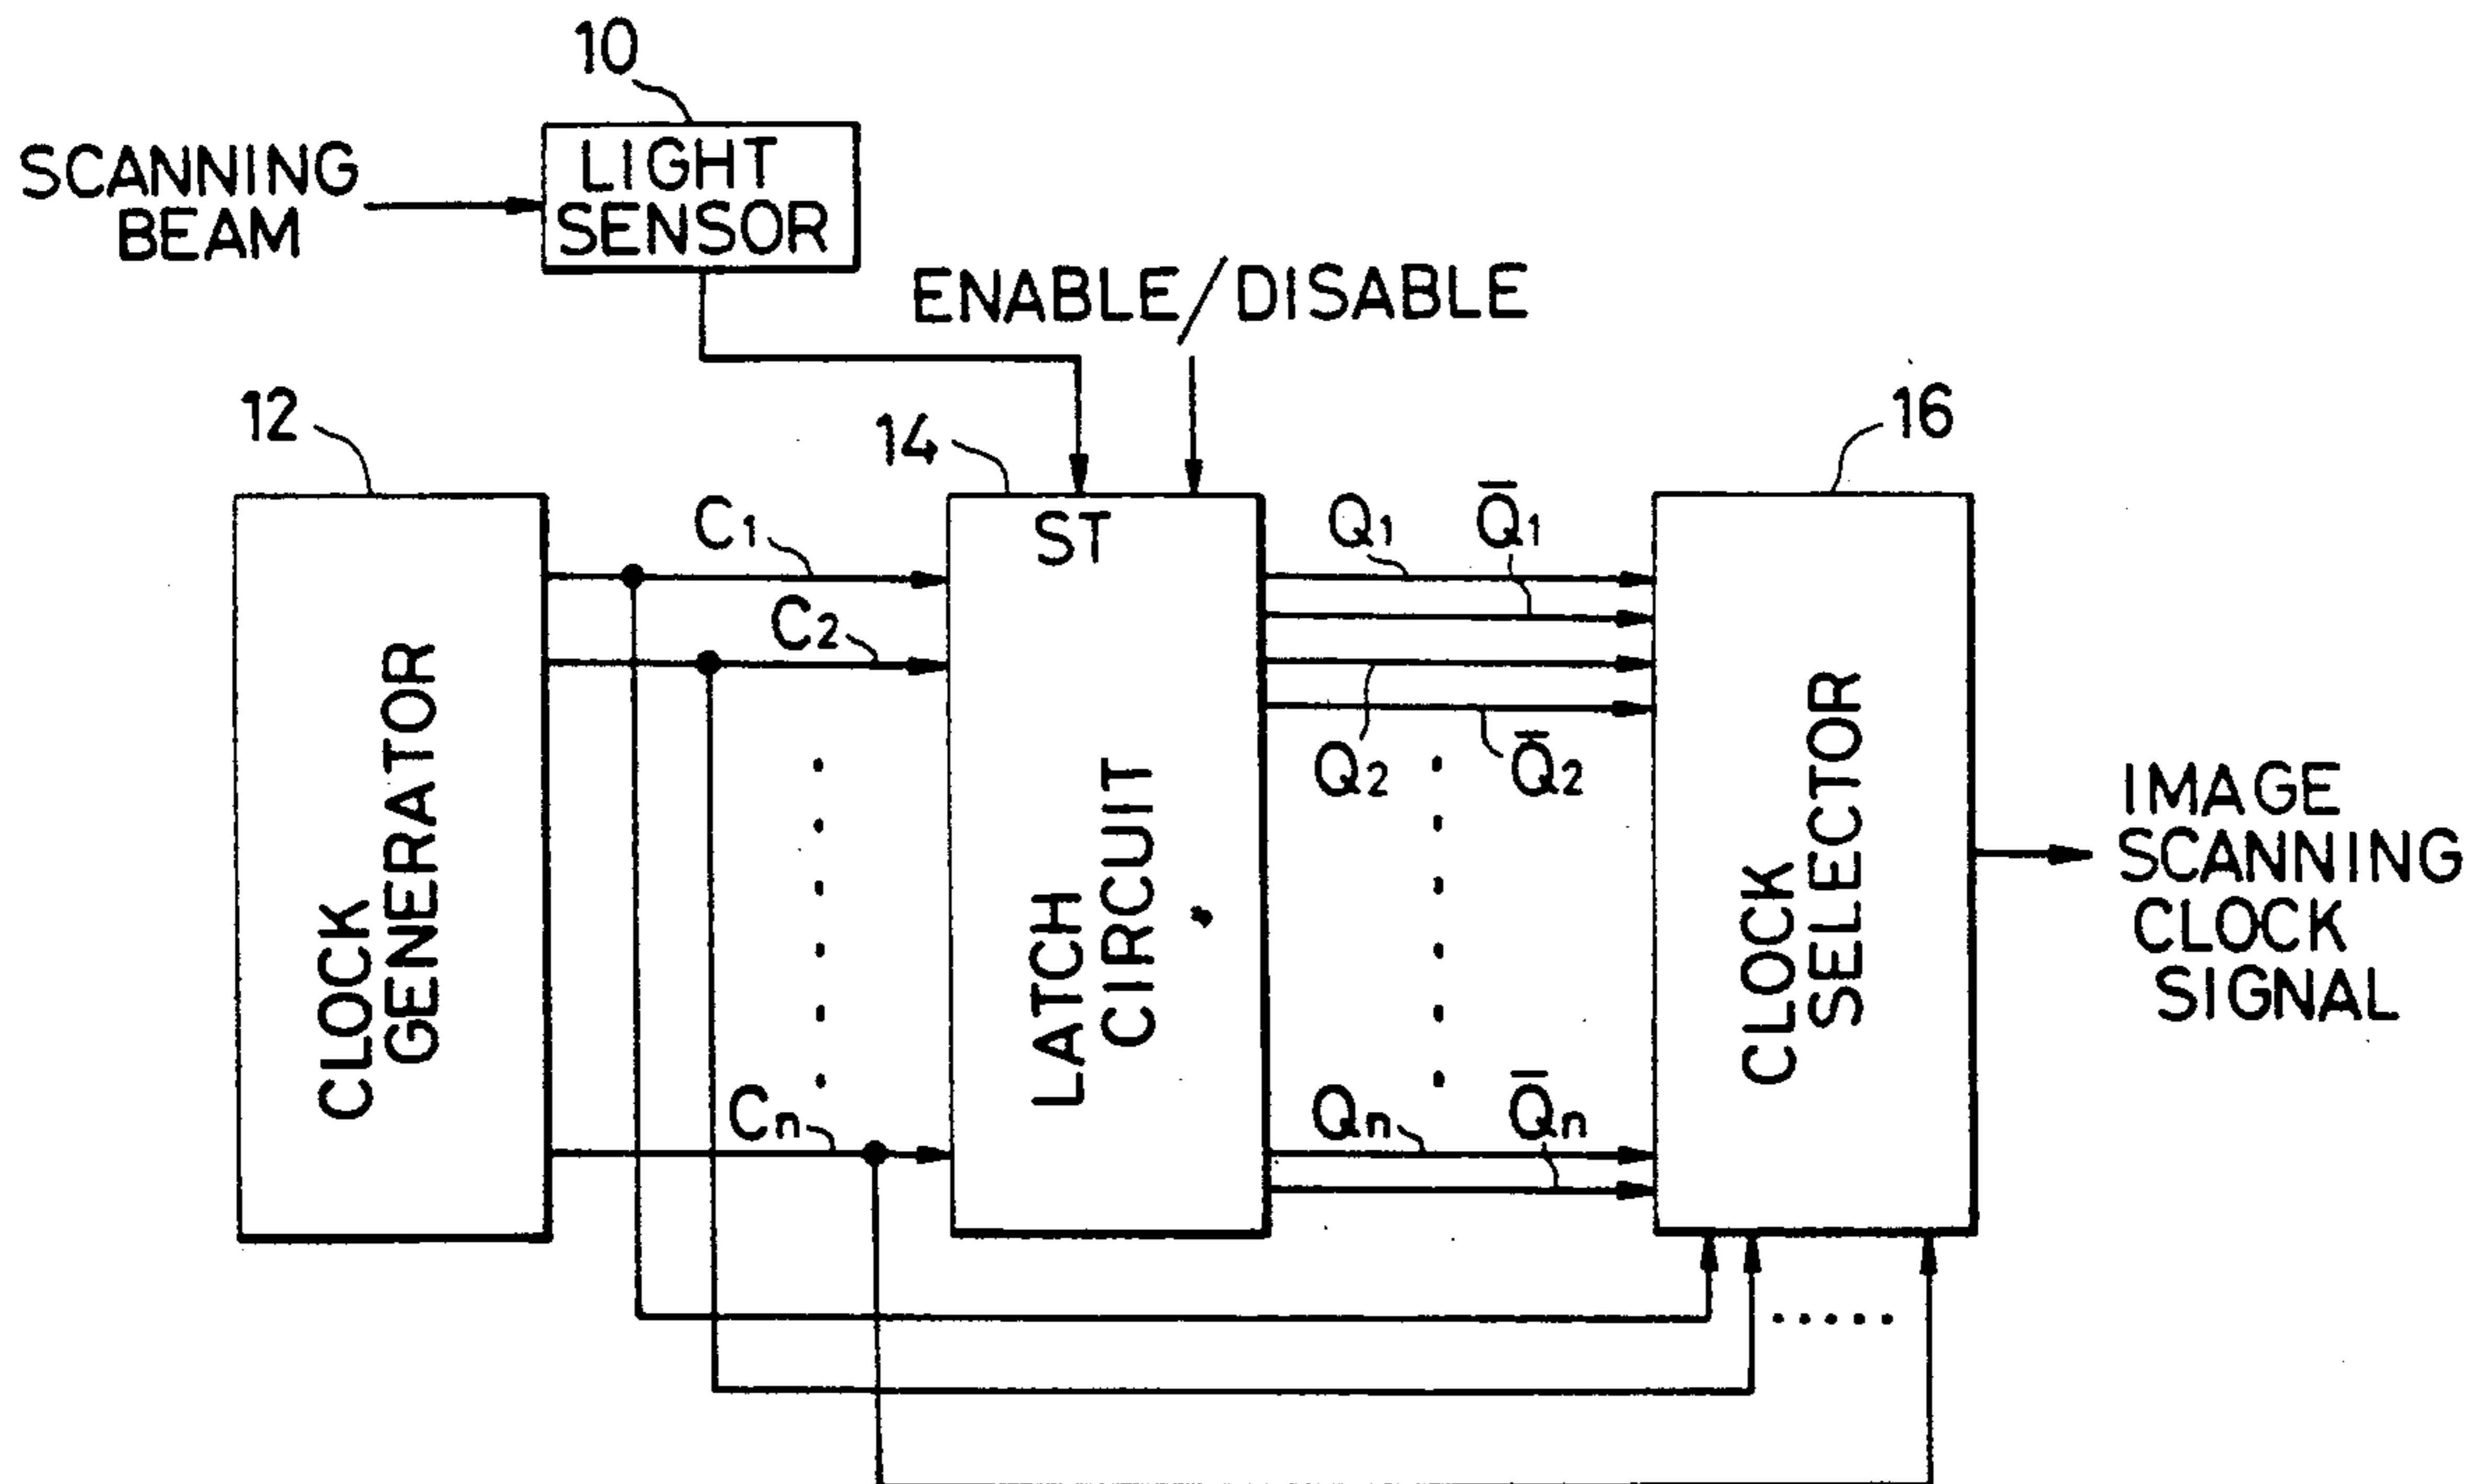 10
SCANNING
BEAM
LIGHT
SENSOR
ENABLE/DISABLE
12
14
16
C1
ST
Q1
Q̄1
C2
Q2
Q̄2
CLOCK
GENERATOR
LATCH
CIRCUIT
CLOCK
SELECTOR
IMAGE
SCANNING
CLOCK
SIGNAL
Cn
Qn
Q̄n